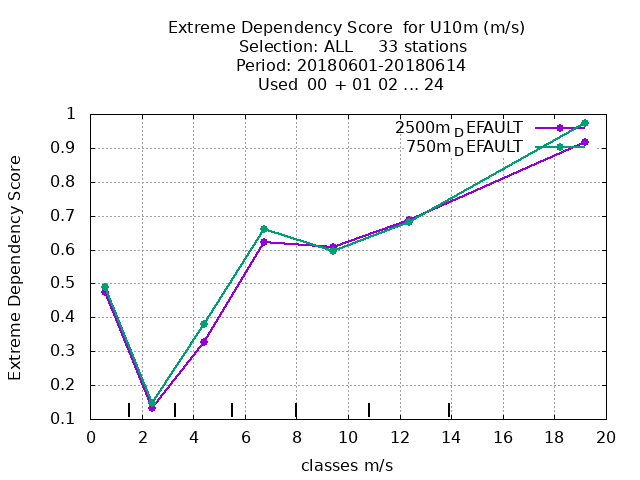 Extreme Dependency Score  for U10m (m/s)
Selection: ALL     33 stations
Period: 20180601-20180614
Used  00  + 01 02 ... 24
Extreme Dependency Score
1
0.9
0.8
0.7
0.6
0.5
0.4
0.3
0.2
0.1
2500m_DEFAULT
750m_DEFAULT
0 2 4 6 8 10 12 14 16 18 20
classes m/s